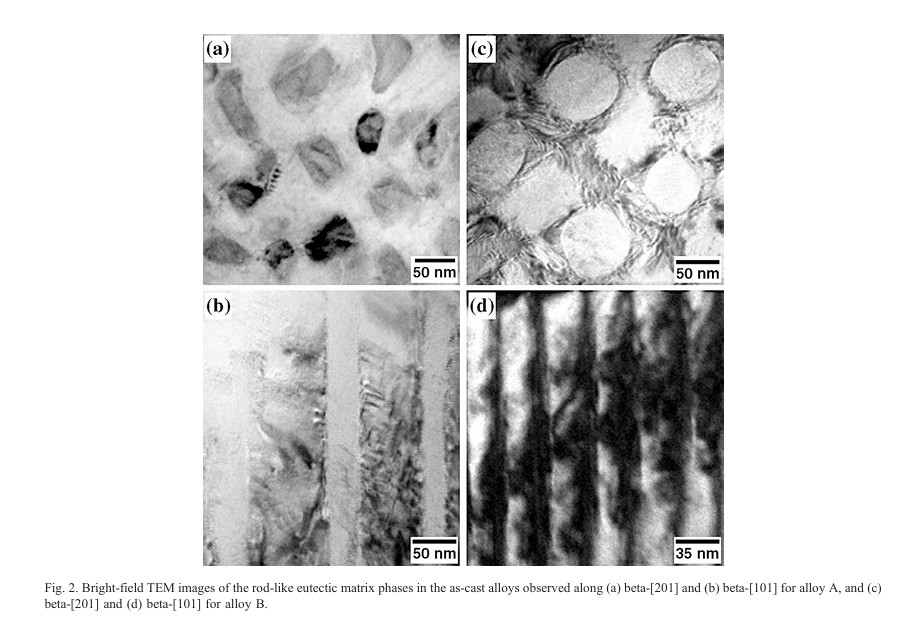 (a)
50 nm
(c)
50 nm
(b)
50 nm
(d)
35 nm
Fig. 2. Bright-field TEM images of the rod-like eutectic matrix phases in the as-cast alloys observed along (a) beta-[201] and (b) beta-[101] for alloy A, and (c)
beta-[201] and (d) beta-[101] for alloy B.